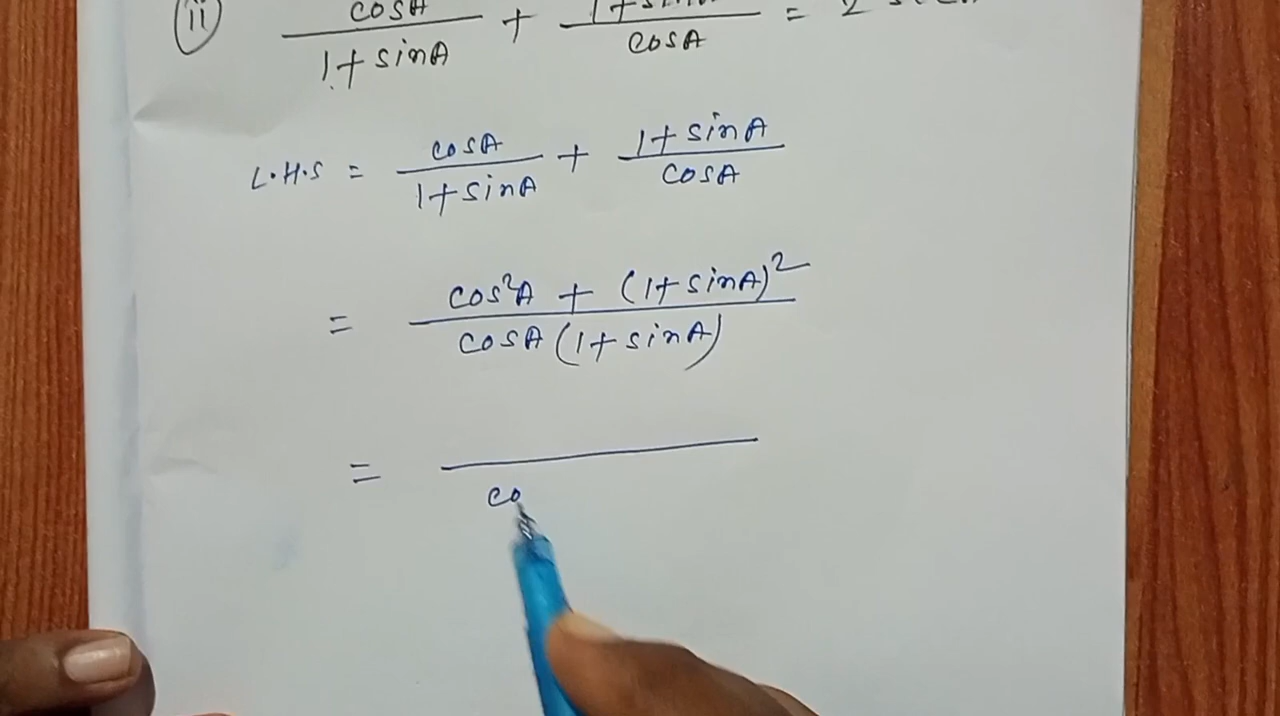 (ii) cosA/(1+sinA) + 1+sinA/cosA = 2
L.H.S = cosA/(1+sinA) + (1+sinA)/cosA
= (cos²A + (1+sinA)²)/(cosA(1+sinA))
= /co